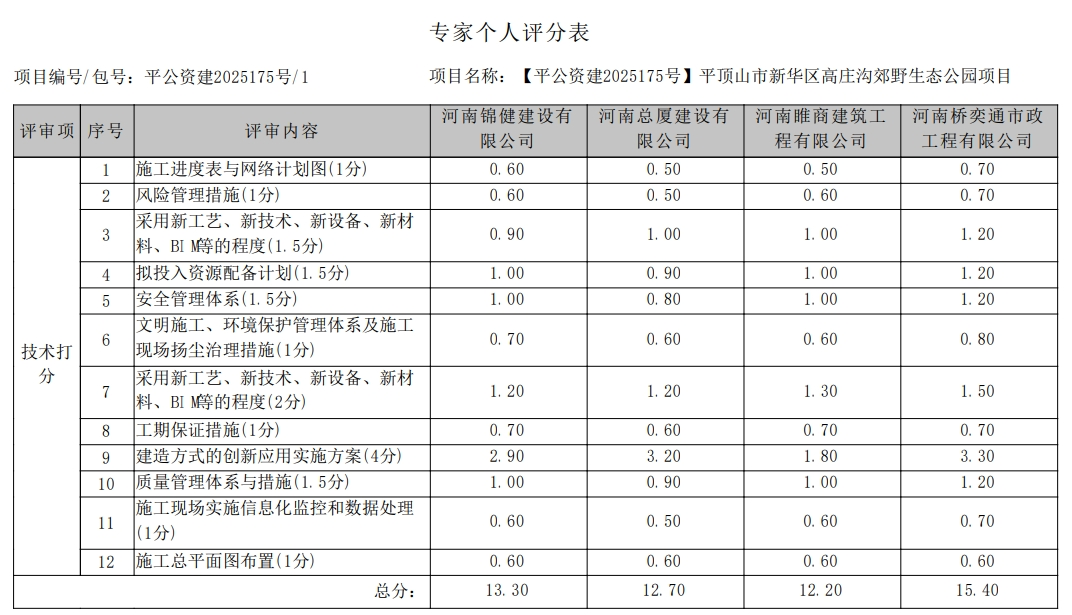 专家个人评分表
项目编号/包号：平公资建2025175号/1 项目名称：【平公资建2025175号】平顶山市新华区高庄沟郊野生态公园项目
评审项 序号 评审内容 河南锦健建设有限公司 河南总厦建设有限公司 河南睢商建筑工程有限公司 河南桥奕通市政工程有限公司
技术打分
1 施工进度表与网络计划图(1分) 0.60 0.50 0.50 0.70
2 风险管理措施(1分) 0.60 0.50 0.60 0.70
3 采用新工艺、新技术、新设备、新材料、BIM等的程度(1.5分) 0.90 1.00 1.00 1.20
4 拟投入资源配备计划(1.5分) 1.00 0.90 1.00 1.20
5 安全管理体系(1.5分) 1.00 0.80 1.00 1.20
6 文明施工、环境保护管理体系及施工现场扬尘治理措施(1分) 0.70 0.60 0.60 0.80
7 采用新工艺、新技术、新设备、新材料、BIM等的程度(2分) 1.20 1.20 1.30 1.50
8 工期保证措施(1分) 0.70 0.60 0.70 0.70
9 建造方式的创新应用实施方案(4分) 2.90 3.20 1.80 3.30
10 质量管理体系与措施(1.5分) 1.00 0.90 1.00 1.20
11 施工现场实施信息化监控和数据处理(1分) 0.60 0.50 0.60 0.70
12 施工总平面图布置(1分) 0.60 0.60 0.60 0.60
总分： 13.30 12.70 12.20 15.40